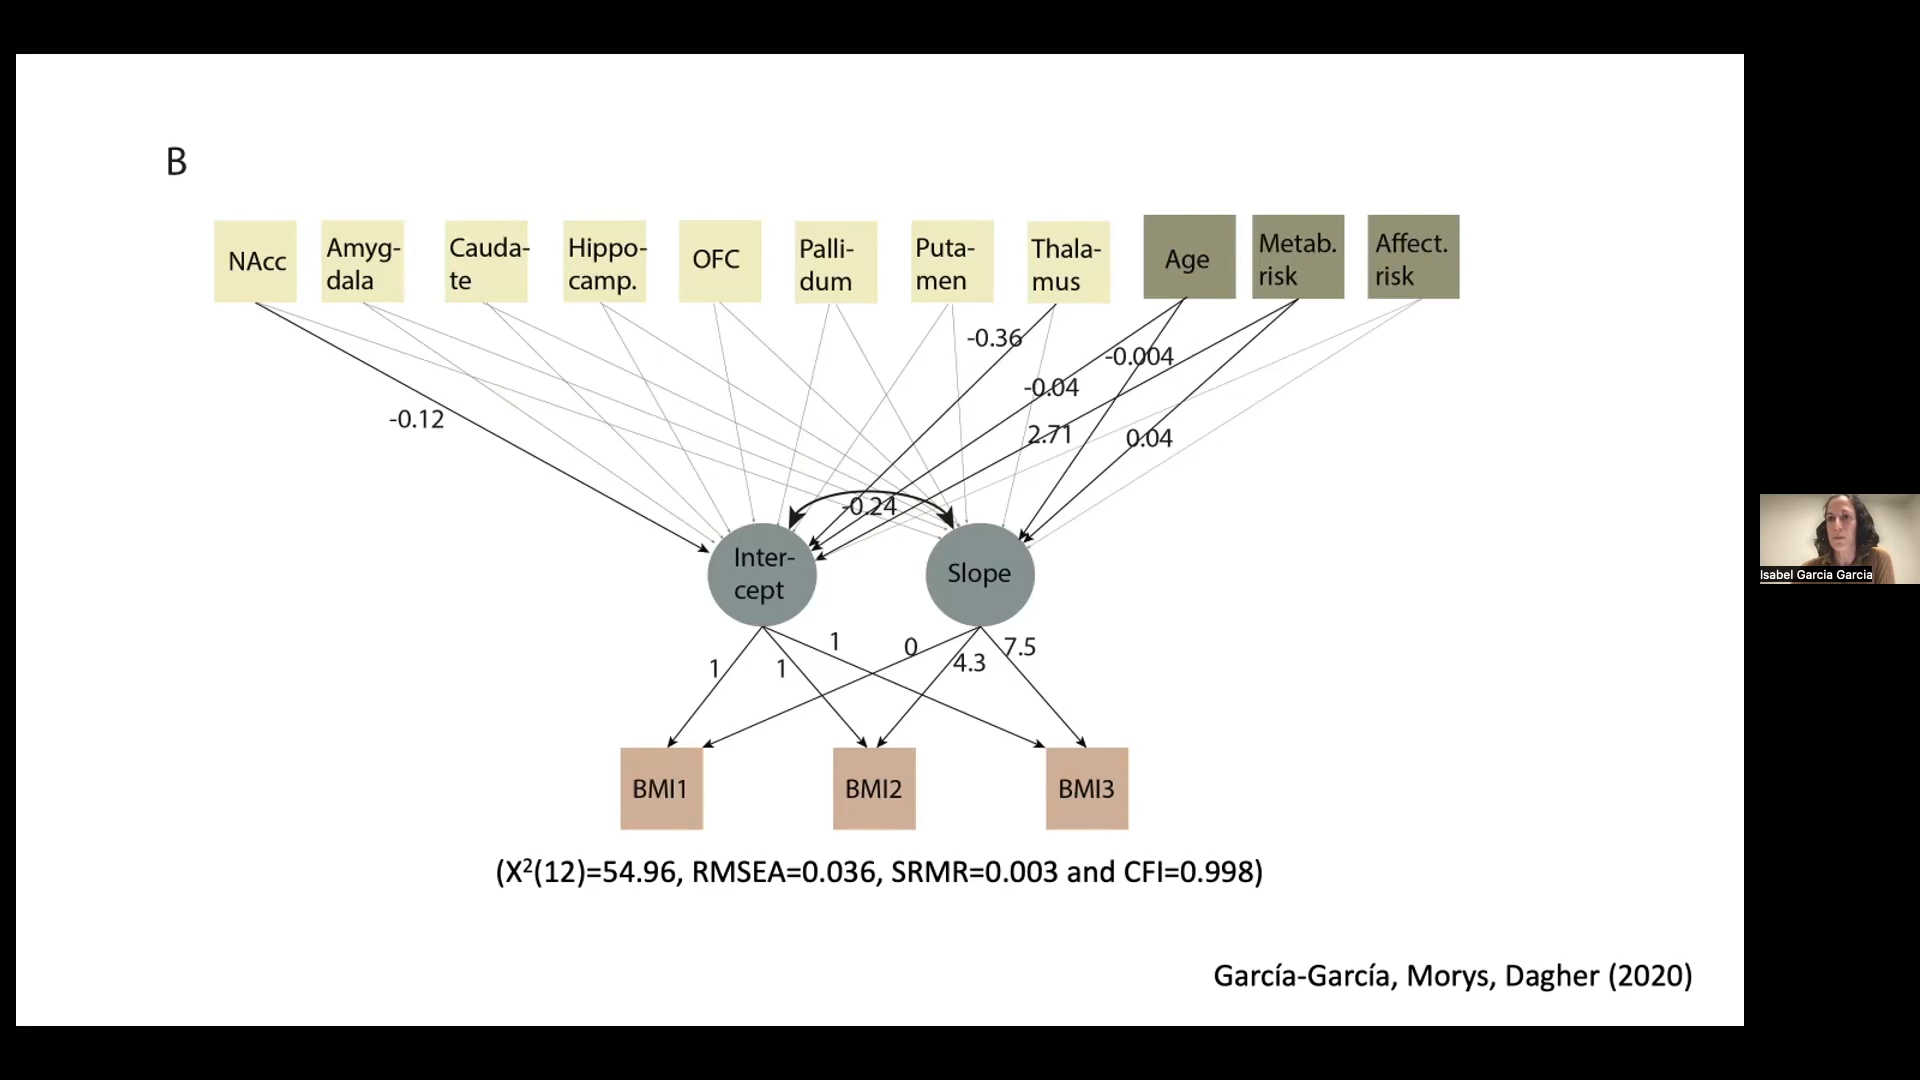 B
NAcc
Amyg-
dala
Cauda-
te
Hippo-
camp.
OFC
Palli-
dum
Puta-
men
Thala-
mus
Age
Metab.
risk
Affect.
risk
-0.36
-0.004
-0.04
-0.12
2.71
0.04
-0.24
Inter-
cept
Slope
1
1
1
0
4.3
7.5
BMI1
BMI2
BMI3
(X²(12)=54.96, RMSEA=0.036, SRMR=0.003 and CFI=0.998)
García-García, Morys, Dagher (2020)
Isabel Garcia Garcia